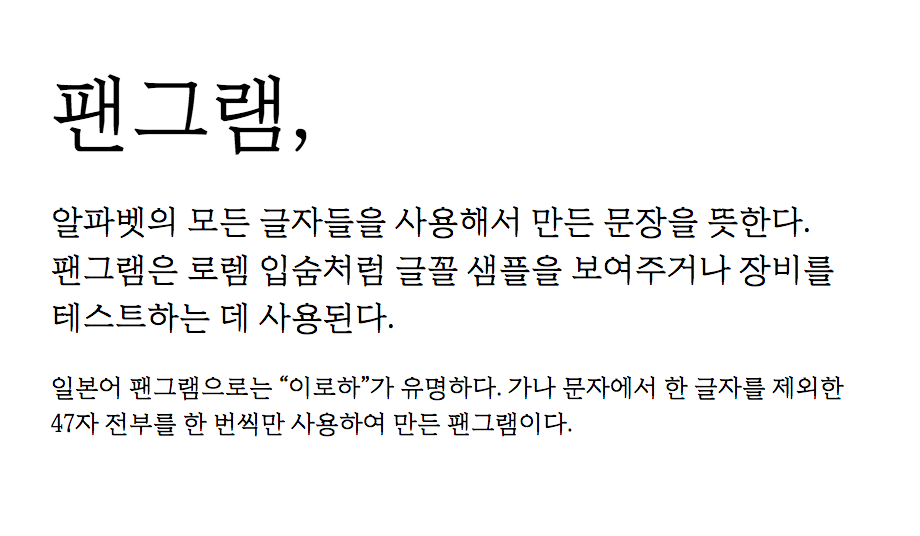 팬그램,
알파벳의 모든 글자들을 사용해서 만든 문장을 뜻한다.
팬그램은 로렘 입숨처럼 글꼴 샘플을 보여주거나 장비를
테스트하는 데 사용된다.
일본어 팬그램으로는 “이로하”가 유명하다. 가나 문자에서 한 글자를 제외한
47자 전부를 한 번씩만 사용하여 만든 팬그램이다.